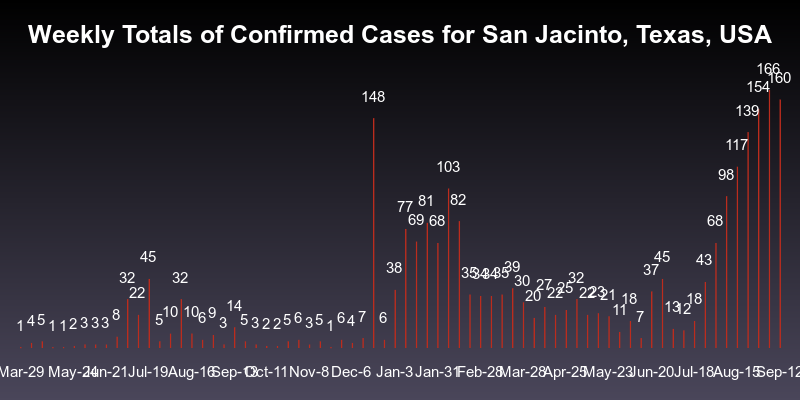 Weekly Totals of Confirmed Cases for San Jacinto, Texas, USA
1 4 5 1 1 2 3 3 3 8 32 22 45 5 10 32 10 6 9 3 14 5 3 2 2 5 6 3 5 1 6 4 7 148 6 38 77 69 81 68 103 82 35 34 34 35 39 30 20 27 22 25 32 22 23 21 11 18 7 37 45 13 12 18 43 68 98 117 139 154 166 160
Mar-29 May-24 Jun-21 Jul-19 Aug-16 Sep-13 Oct-11 Nov-8 Dec-6 Jan-3 Jan-31 Feb-28 Mar-28 Apr-25 May-23 Jun-20 Jul-18 Aug-15 Sep-12